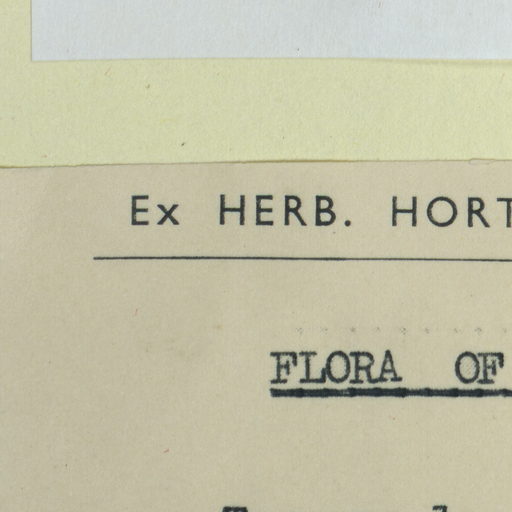 Ex HERB. HORT
FLORA OF